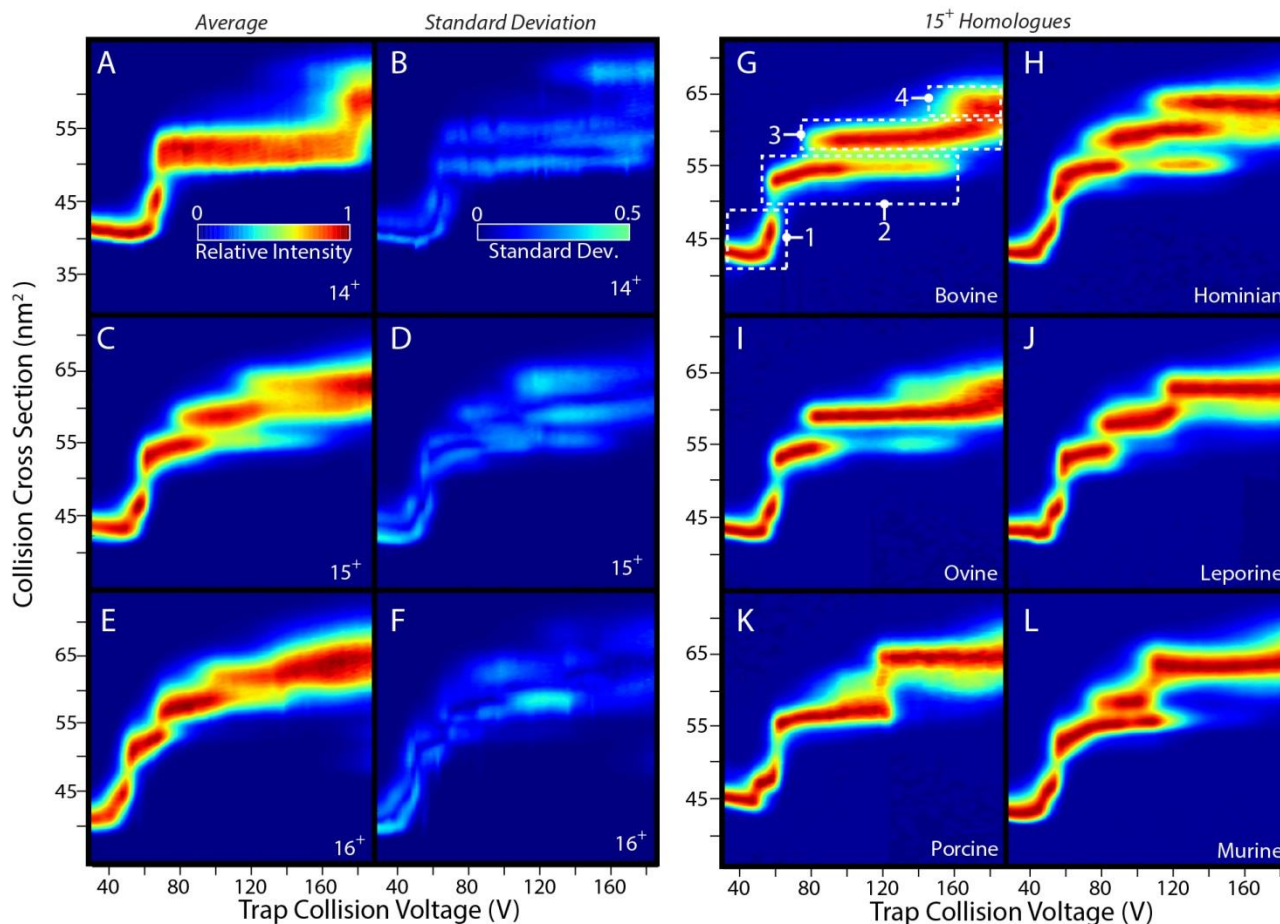 Average
Standard Deviation
15+ Homologues
A
B
G
H
65
55
45
35
0
1
Relative Intensity
14+
0
0.5
Standard Dev.
14+
65
55
45
4
3
2
1
Bovine
Hominian
C
D
I
J
65
55
45
15+
15+
65
55
45
Ovine
Leporine
E
F
K
L
65
55
45
16+
16+
65
55
45
Porcine
Murine
40 80 120 160
40 80 120 160
40 80 120 160
40 80 120 160
Trap Collision Voltage (V)
Trap Collision Voltage (V)
Collision Cross Section (nm²)